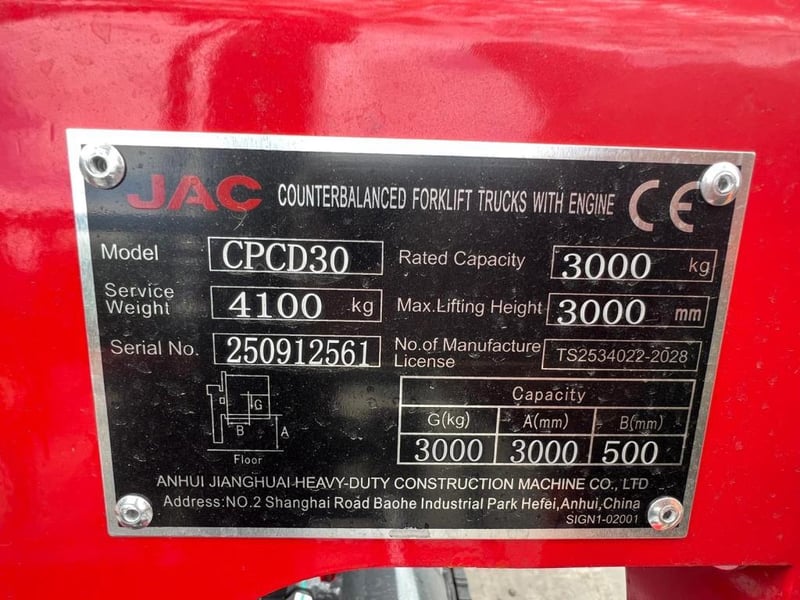 JAC COUNTERBALANCED FORKLIFT TRUCKS WITH ENGINE CE
Model CPCD30 Rated Capacity 3000 kg
Service Weight 4100 kg Max.Lifting Height 3000 mm
Serial No. 250912561 No.of Manufacture License TS2534022-2028
G
B
A
Floor
Capacity
G(kg) A(mm) B(mm)
3000 3000 500
ANHUI JIANGHUAI-HEAVY-DUTY CONSTRUCTION MACHINE CO., LTD
Address:NO.2 Shanghai Road Baohe Industrial Park Hefei,Anhui,China
SIGN1-02001